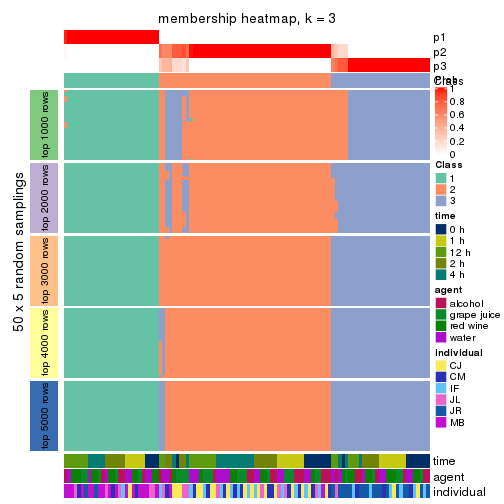 membership heatmap, k = 3
p1
p2
p3
Class
Prob
1
0.8
0.6
0.4
0.2
0
Class
1
2
3
time
0 h
1 h
12 h
2 h
4 h
agent
alcohol
grape juice
red wine
water
individual
CJ
CM
IF
JL
JR
MB
50 x 5 random samplings
top 1000 rows
top 2000 rows
top 3000 rows
top 4000 rows
top 5000 rows
time
agent
individual